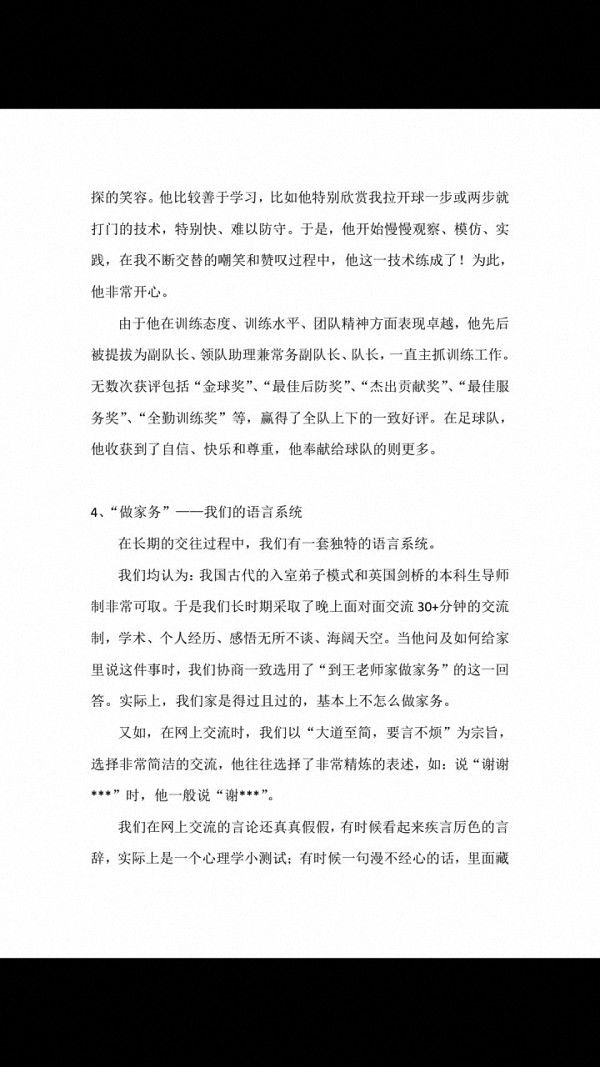 探的笑容。他比较善于学习，比如他特别欣赏我拉开球一步或两步就
打门的技术，特别快、难以防守。于是，他开始慢慢观察、模仿、实
践，在我不断交替的嘲笑和赞叹过程中，他这一技术练成了！为此，
他非常开心。
由于他在训练态度、训练水平、团队精神方面表现卓越，他先后
被提拔为副队长、领队助理兼常务副队长、队长，一直主抓训练工作。
无数次获评包括“金球奖”、“最佳后防奖”、“杰出贡献奖”、“最佳服
务奖”、“全勤训练奖”等，赢得了全队上下的一致好评。在足球队，
他收获到了自信、快乐和尊重，他奉献给球队的则更多。
4、“做家务”——我们的语言系统
在长期的交往过程中，我们有一套独特的语言系统。
我们均认为：我国古代的入室弟子模式和英国剑桥的本科生导师
制非常可取。于是我们长时期采取了晚上面对面交流 30+分钟的交流
制，学术、个人经历、感悟无所不谈、海阔天空。当他问及如何给家
里说这件事时，我们协商一致选用了“到王老师家做家务”的这一回
答。实际上，我们家是得过且过的，基本上不怎么做家务。
又如，在网上交流时，我们以“大道至简，要言不烦”为宗旨，
选择非常简洁的交流，他往往选择了非常精炼的表述，如：说“谢谢
***”时，他一般说“谢***”。
我们在网上交流的言论还真真假假，有时候看起来疾言厉色的言
辞，实际上是一个心理学小测试；有时候一句漫不经心的话，里面藏